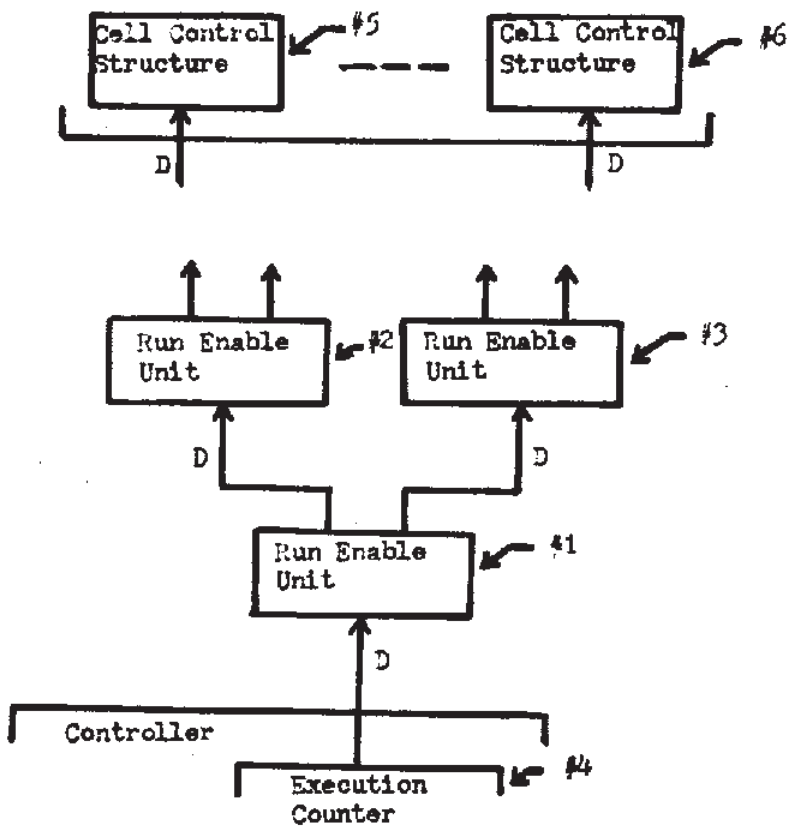 Cell Control
Structure
#5
Cell Control
Structure
#6
D
D
Run Enable
Unit
#2
Run Enable
Unit
#3
D
D
Run Enable
Unit
#1
D
Controller
Execution
Counter
#4